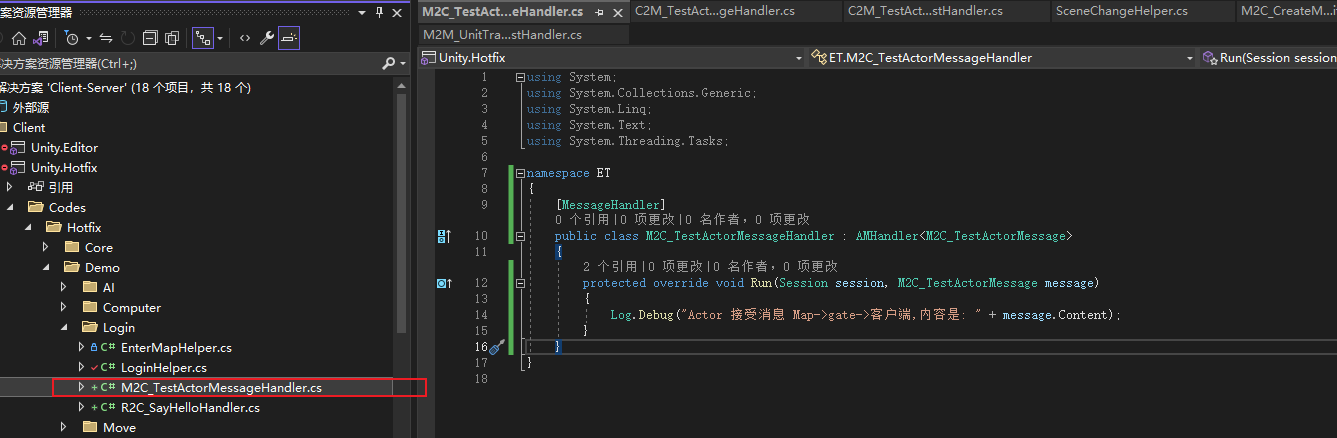 案资源管理器
决方案资源管理器(Ctrl+;)
解决方案 'Client-Server' (18 个项目，共 18 个)
外部源
Client
Unity.Editor
Unity.Hotfix
引用
Codes
Hotfix
Core
Demo
AI
Computer
Login
EnterMapHelper.cs
LoginHelper.cs
M2C_TestActorMessageHandler.cs
R2C_SayHelloHandler.cs
Move
M2C_TestAct...eHandler.cs
C2M_TestAct...geHandler.cs
C2M_TestAct...stHandler.cs
SceneChangeHelper.cs
M2C_CreateM...i
M2M_UnitTra...stHandler.cs
Unity.Hotfix
ET.M2C_TestActorMessageHandler
Run(Session session
1 using System;
2 using System.Collections.Generic;
3 using System.Linq;
4 using System.Text;
5 using System.Threading.Tasks;
6
7 namespace ET
8 {
9 [MessageHandler]
0 个引用|0 项更改|0 名作者，0 项更改
10 public class M2C_TestActorMessageHandler : AMHandler<M2C_TestActorMessage>
11 {
2 个引用|0 项更改|0 名作者，0 项更改
12 protected override void Run(Session session, M2C_TestActorMessage message)
13 {
14 Log.Debug("Actor 接受消息 Map->gate->客户端,内容是: " + message.Content);
15 }
16 }
17 }
18